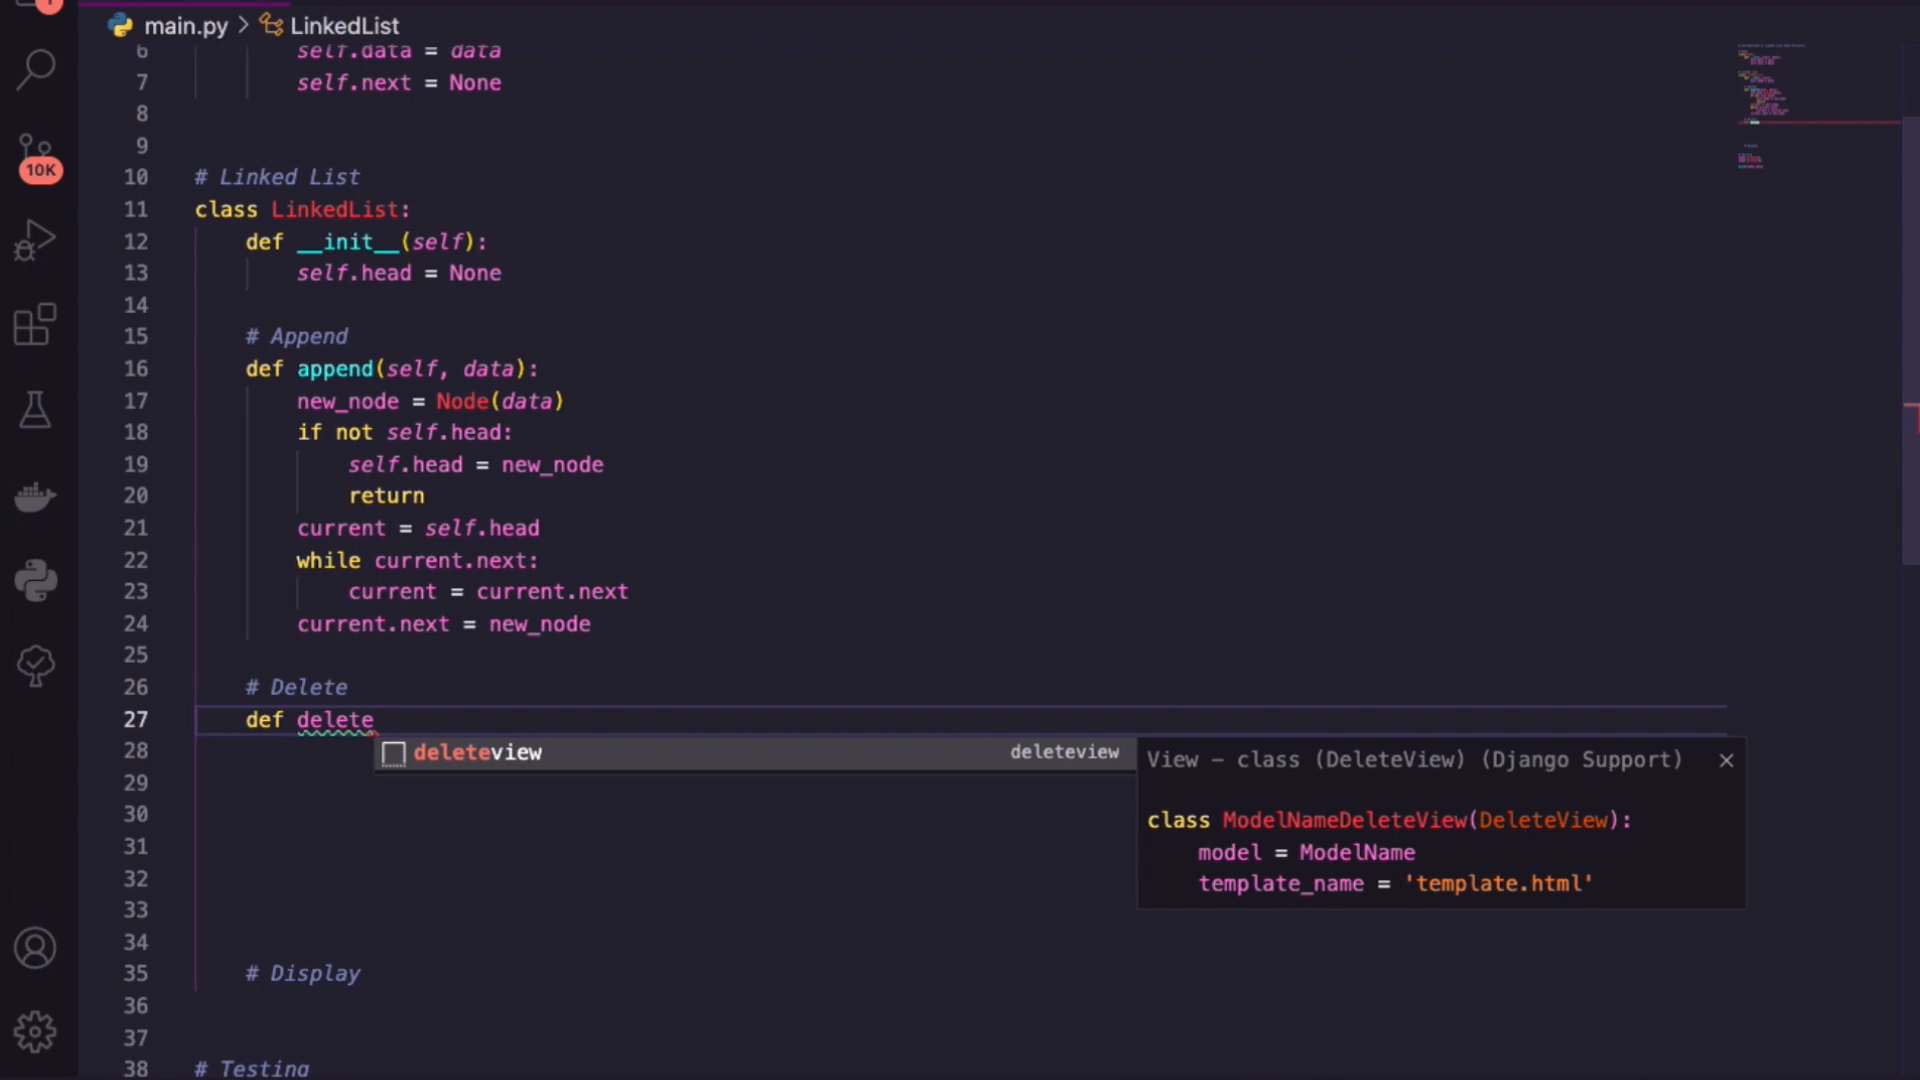 main.py > LinkedList
6 self.data = data
7 self.next = None
8
9
10 # Linked List
11 class LinkedList:
12 def __init__(self):
13 self.head = None
14
15 # Append
16 def append(self, data):
17 new_node = Node(data)
18 if not self.head:
19 self.head = new_node
20 return
21 current = self.head
22 while current.next:
23 current = current.next
24 current.next = new_node
25
26 # Delete
27 def delete
28
deleteview deleteview
View – class (DeleteView) (Django Support)
class ModelNameDeleteView(DeleteView):
model = ModelName
template_name = 'template.html'
29
30
31
32
33
34
35 # Display
36
37
38 # Testing
1
10K